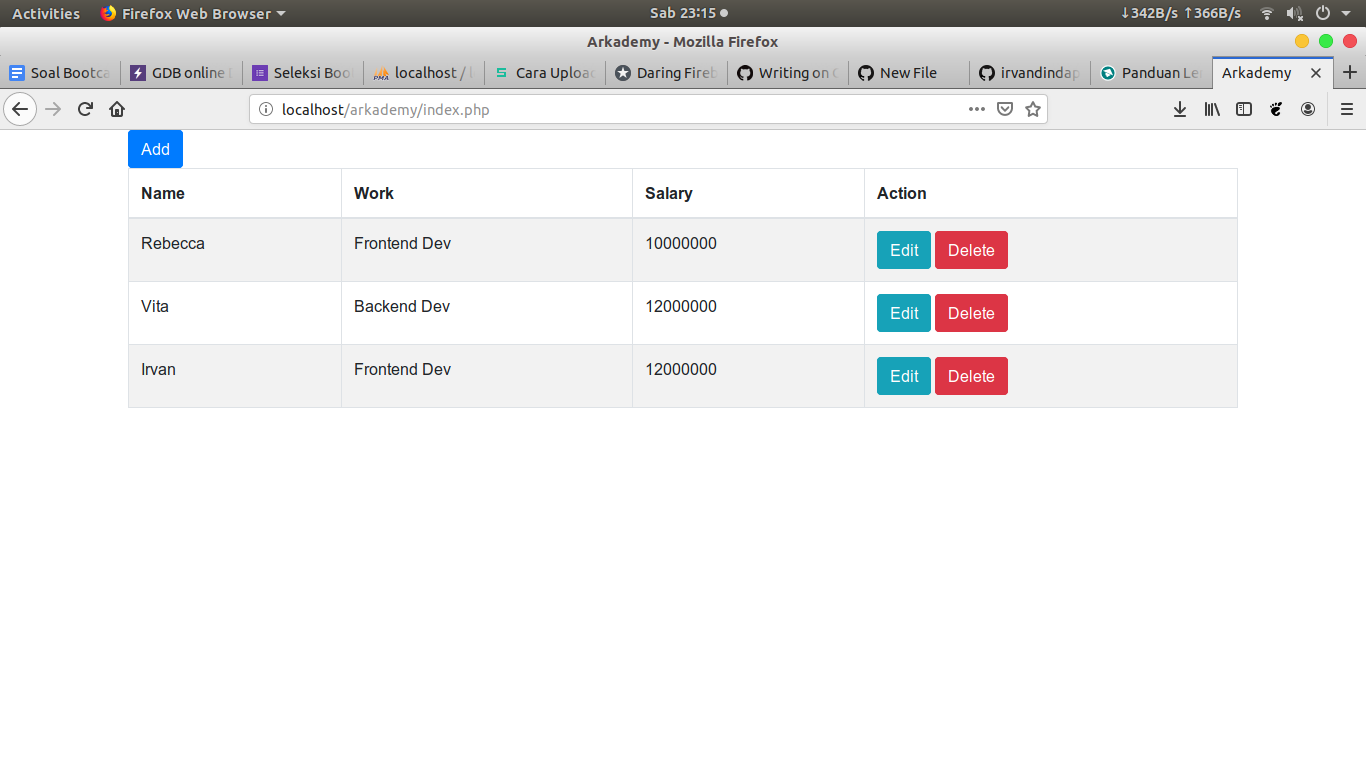 Activities Firefox Web Browser Sab 23:15 ↓342B/s ↑366B/s
Arkademy - Mozilla Firefox
Soal Bootca GDB online Seleksi Boo localhost / Cara Uploa Daring Fireb Writing on New File irvandindap Panduan Le Arkademy
localhost/arkademy/index.php
Add
Name Work Salary Action
Rebecca Frontend Dev 10000000 Edit Delete
Vita Backend Dev 12000000 Edit Delete
Irvan Frontend Dev 12000000 Edit Delete